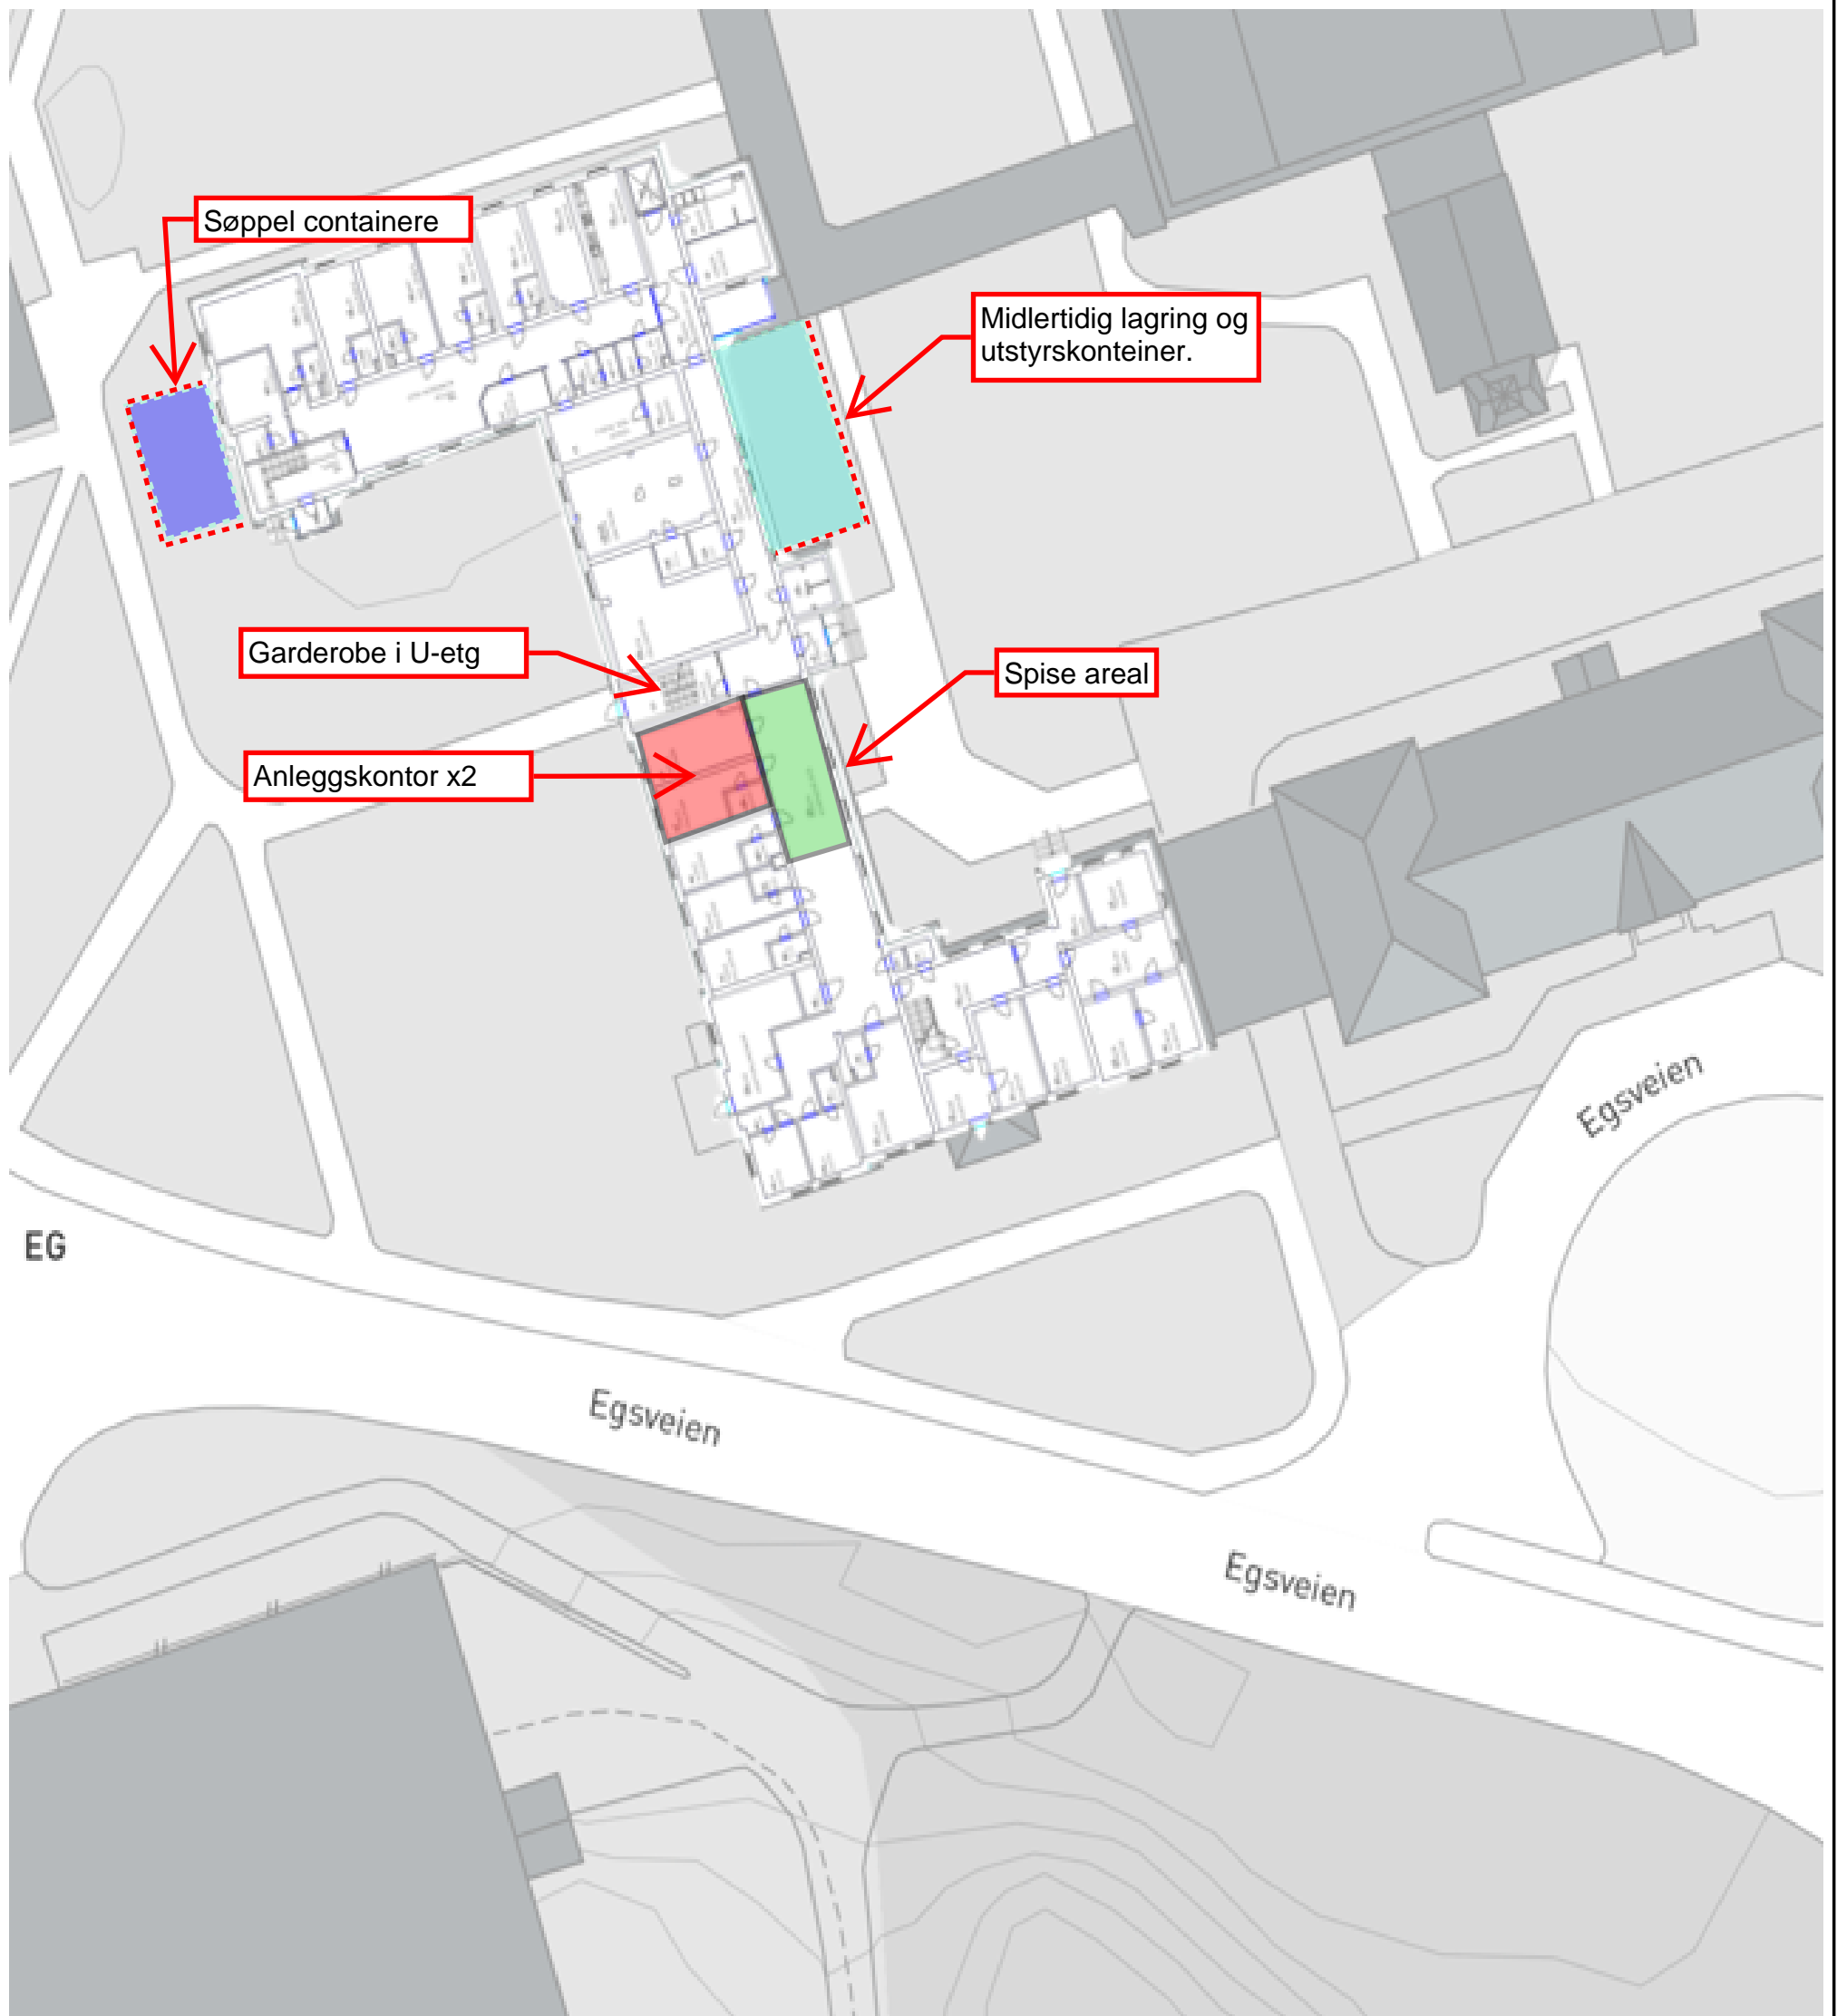 Søppel containere
Midlertidig lagring og
utstyrskonteiner.
Garderobe i U-etg
Spise areal
Anleggskontor x2
Egsveien
EG
Egsveien
Egsveien